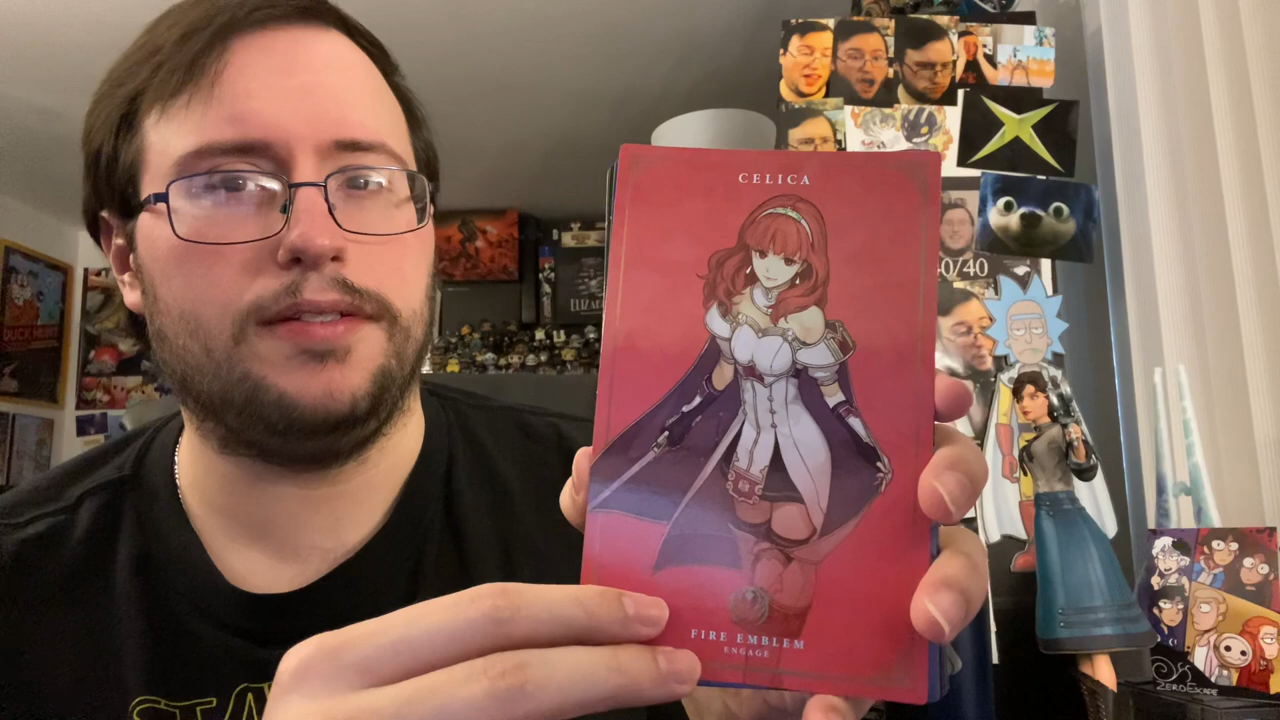 CELICA
FIRE EMBLEM
ENGAGE
40/40
DUCK HUNT
ZERO ESCAPE